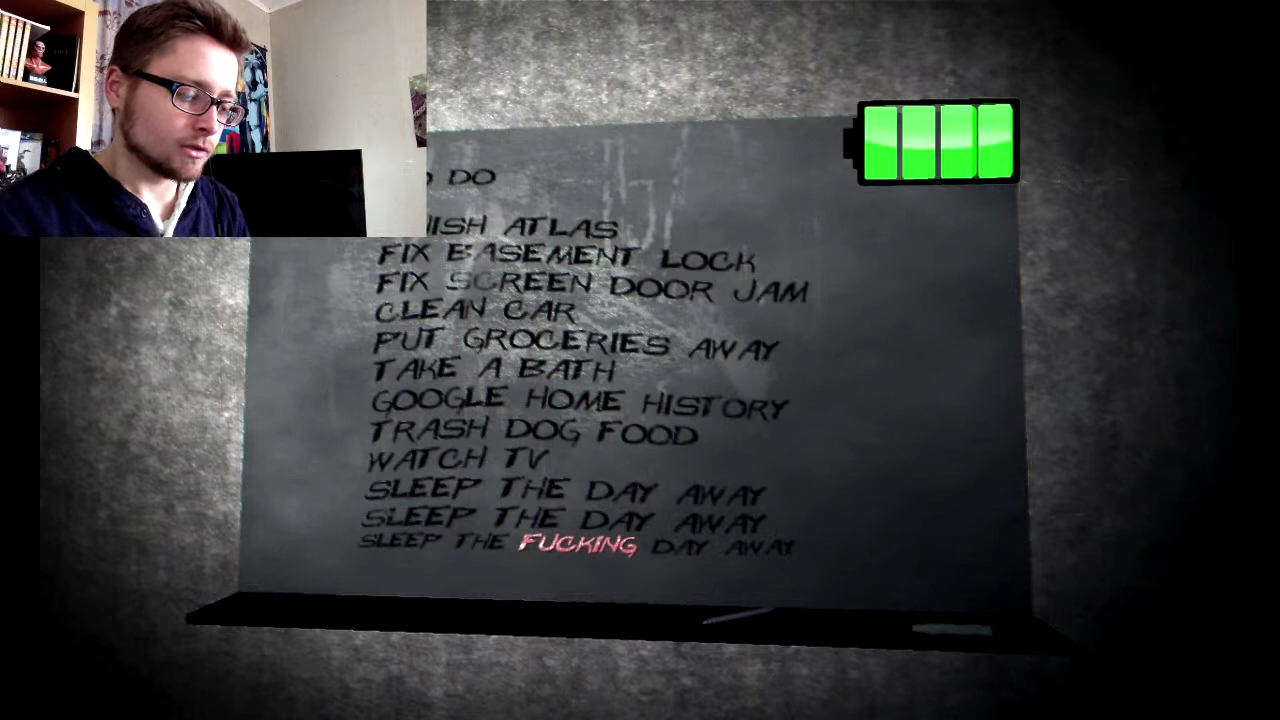 DO
ISH ATLAS
FIX BASEMENT LOCK
FIX SCREEN DOOR JAM
CLEAN CAR
PUT GROCERIES AWAY
TAKE A BATH
GOOGLE HOME HISTORY
TRASH DOG FOOD
WATCH TV
SLEEP THE DAY AWAY
SLEEP THE DAY AWAY
SLEEP THE FUCKING DAY AWAY